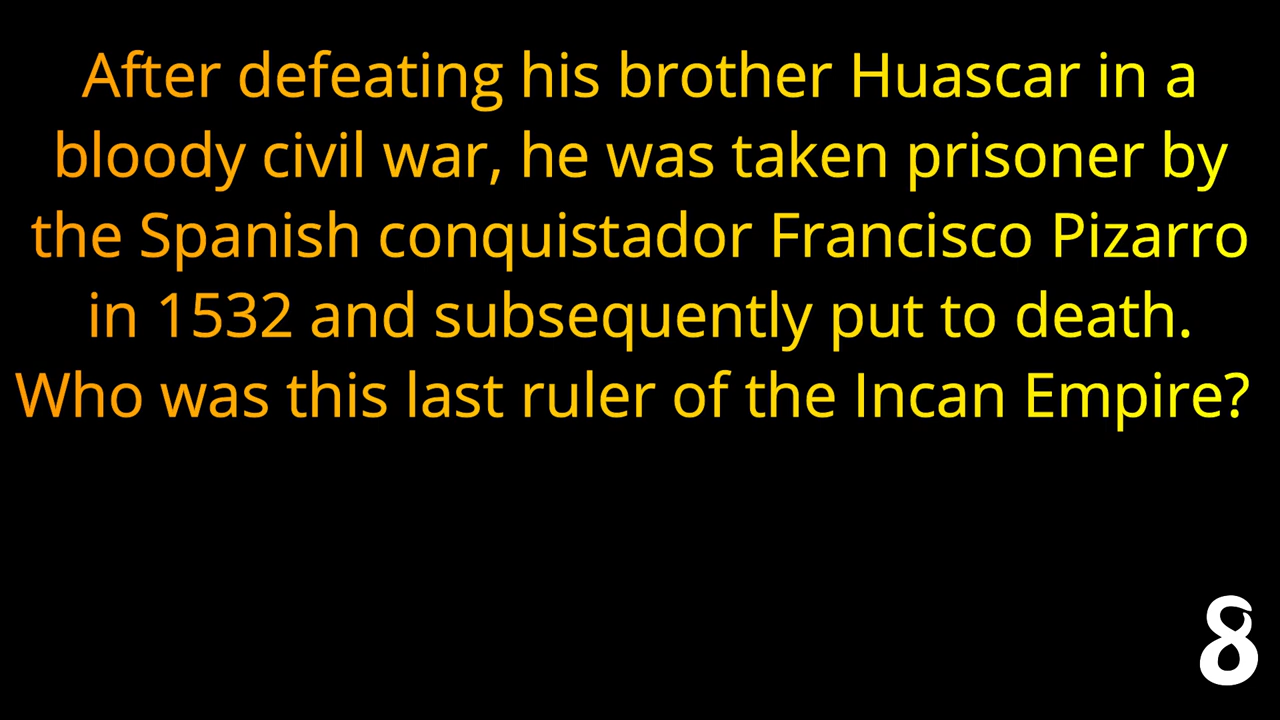 After defeating his brother Huascar in a
bloody civil war, he was taken prisoner by
the Spanish conquistador Francisco Pizarro
in 1532 and subsequently put to death.
Who was this last ruler of the Incan Empire?
8